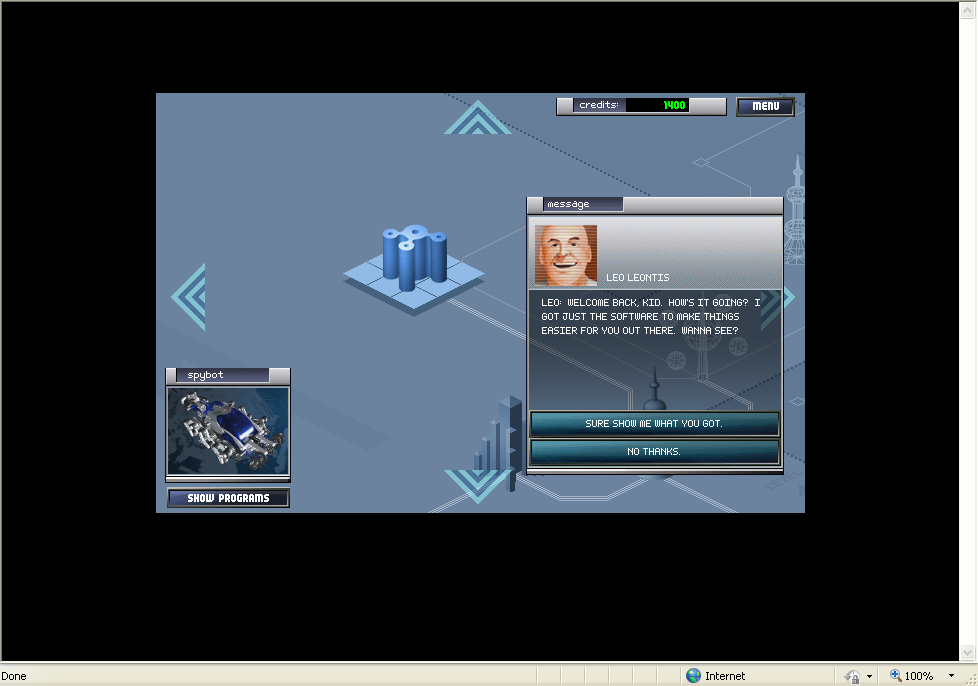 credits: 1400 MENU
message
LEO LEONTIS
LEO: WELCOME BACK, KID. HOW'S IT GOING? I
GOT JUST THE SOFTWARE TO MAKE THINGS
EASIER FOR YOU OUT THERE. WANNA SEE?
spybot
SURE SHOW ME WHAT YOU GOT.
NO THANKS.
SHOW PROGRAMS
Done Internet 100%